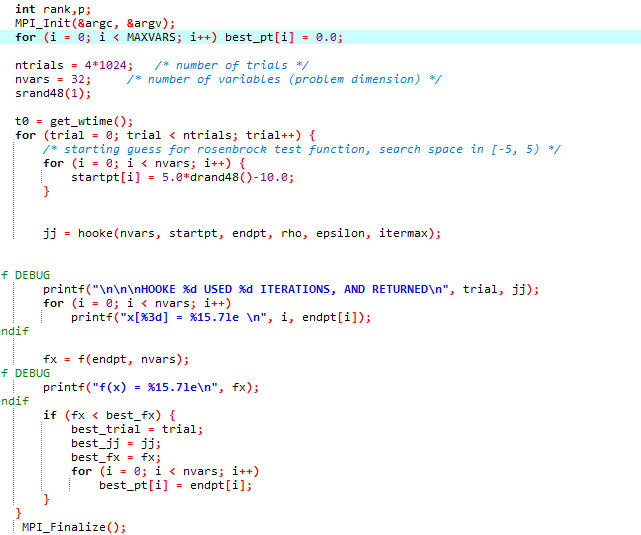 int rank,p;
MPI_Init(&argc, &argv);
for (i = 0; i < MAXVARS; i++) best_pt[i] = 0.0;
ntrials = 4*1024;   /* number of trials */
nvars = 32;     /* number of variables (problem dimension) */
srand48(1);
t0 = get_wtime();
for (trial = 0; trial < ntrials; trial++) {
    /* starting guess for rosenbrock test function, search space in [-5, 5) */
    for (i = 0; i < nvars; i++) {
        startpt[i] = 5.0*drand48()-10.0;
    }
    jj = hooke(nvars, startpt, endpt, rho, epsilon, itermax);
f DEBUG
    printf("\n\n\nHOOKE %d USED %d ITERATIONS, AND RETURNED\n", trial, jj);
    for (i = 0; i < nvars; i++)
        printf("x[%3d] = %15.7le \n", i, endpt[i]);
ndif
    fx = f(endpt, nvars);
f DEBUG
    printf("f(x) = %15.7le\n", fx);
ndif
    if (fx < best_fx) {
        best_trial = trial;
        best_jj = jj;
        best_fx = fx;
        for (i = 0; i < nvars; i++)
            best_pt[i] = endpt[i];
    }
}
 MPI_Finalize();